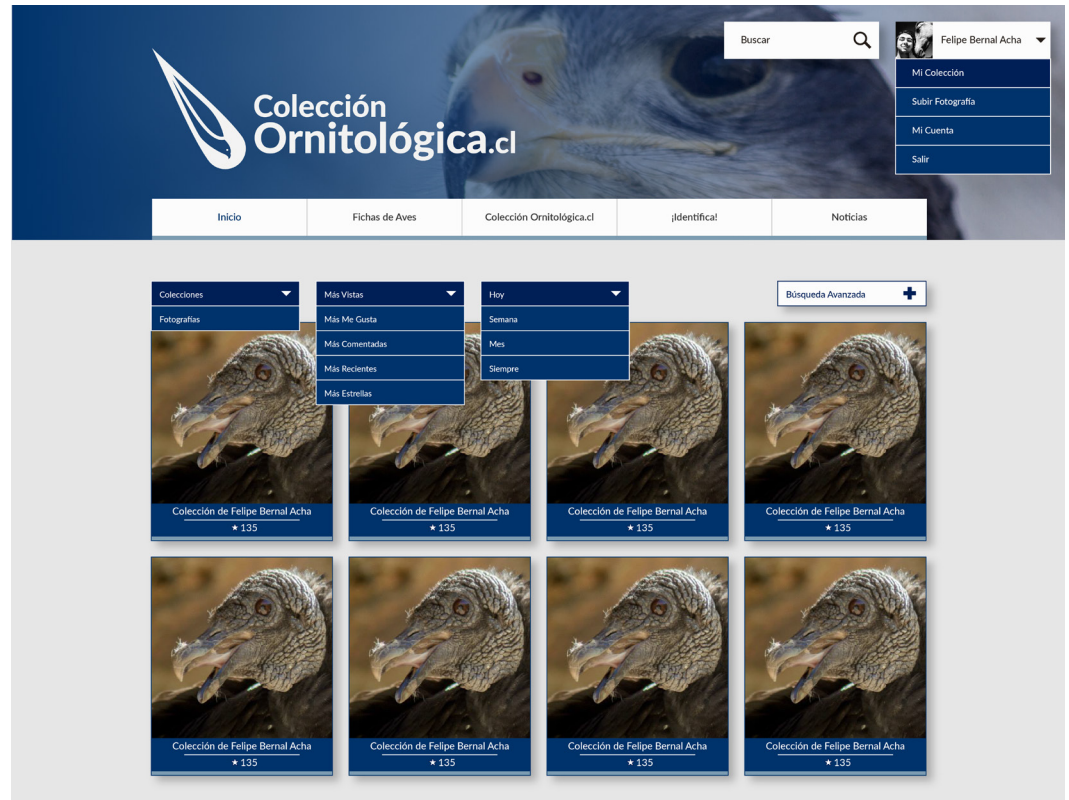 Buscar
Felipe Bernal Acha
Mi Colección
Subir Fotografía
Mi Cuenta
Salir
Colección
Ornitológica.cl
Inicio
Fichas de Aves
Colección Ornitológica.cl
¡Identifica!
Noticias
Colecciones
Fotografías
Más Vistas
Más Me Gusta
Más Comentadas
Más Recientes
Más Estrellas
Hoy
Semana
Mes
Siempre
Búsqueda Avanzada
Colección de Felipe Bernal Acha
★ 135
Colección de Felipe Bernal Acha
★ 135
Colección de Felipe Bernal Acha
★ 135
Colección de Felipe Bernal Acha
★ 135
Colección de Felipe Bernal Acha
★ 135
Colección de Felipe Bernal Acha
★ 135
Colección de Felipe Bernal Acha
★ 135
Colección de Felipe Bernal Acha
★ 135